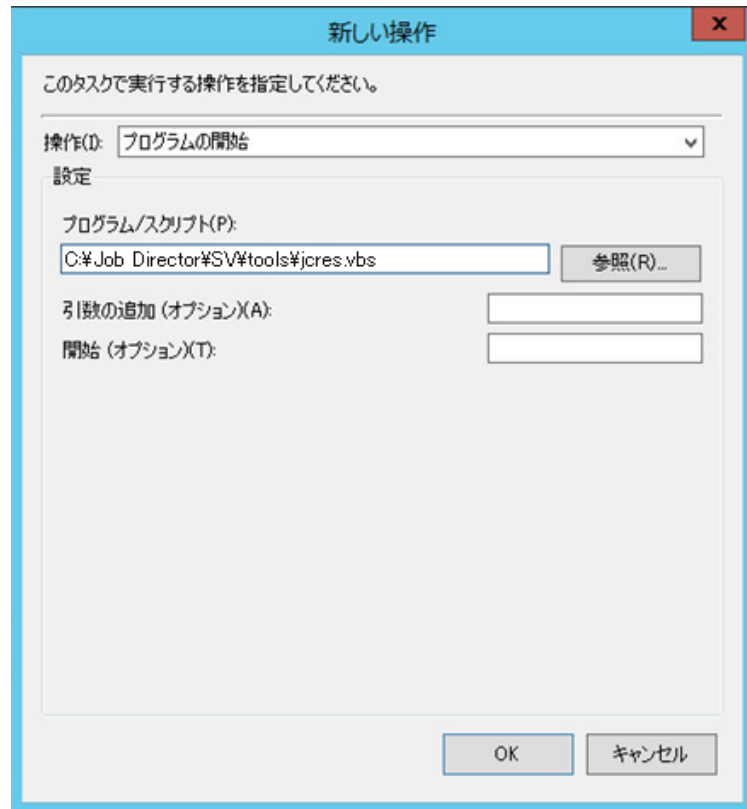 新しい操作
x
このタスクで実行する操作を指定してください。
操作(I): プログラムの開始
設定
プログラム/スクリプト(P):
C:¥Job Director¥SV¥tools¥jcres.vbs 参照(R)...
引数の追加 (オプション)(A):
開始 (オプション)(T):
OK キャンセル